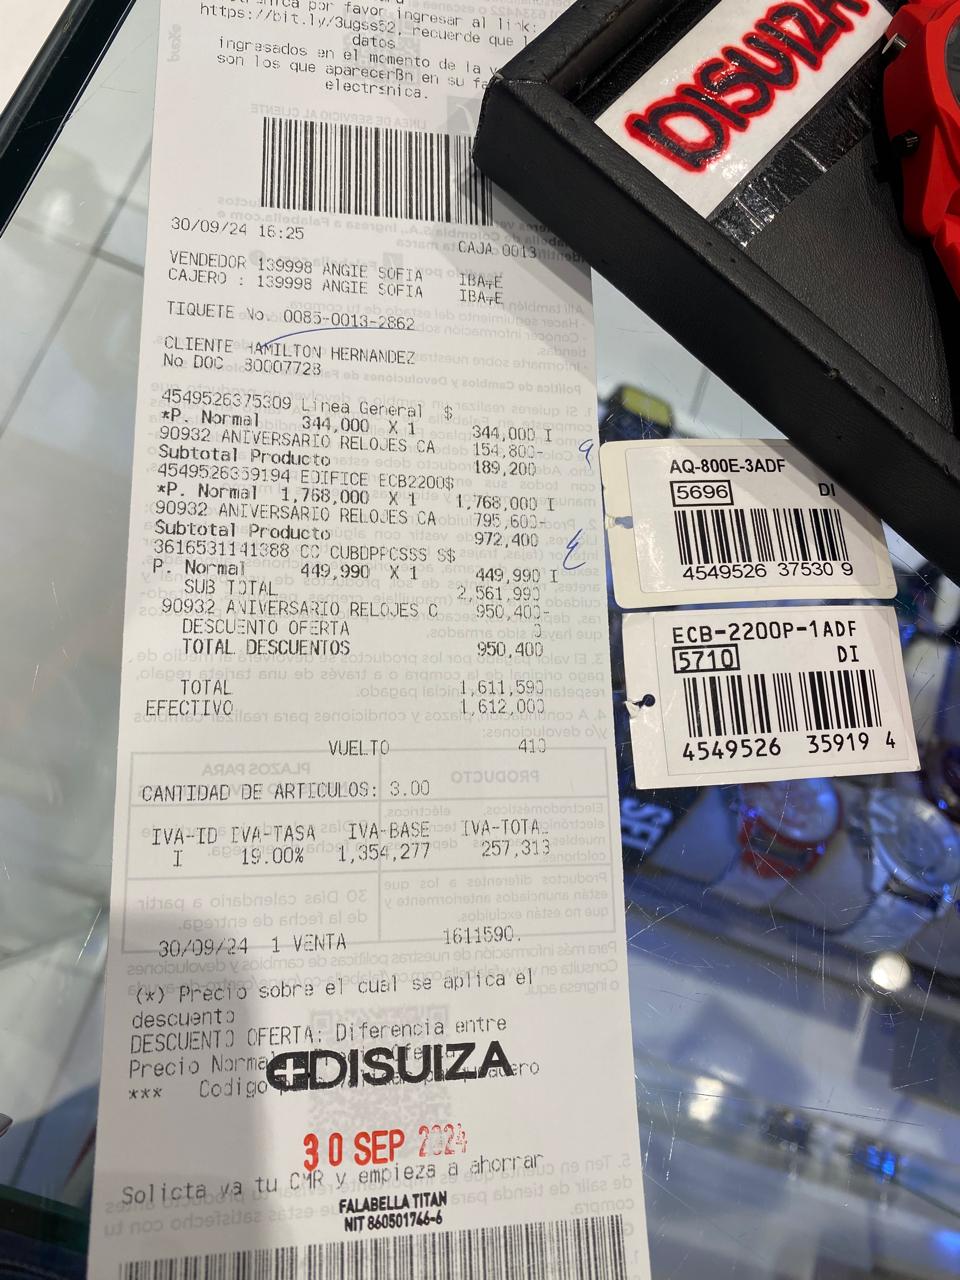 por favor ingresar al link:
https://bit.ly/3ugss52, recuerde que
datos
ingresados en el momento de la
son los que aparecerßn en su
electr≤nica.
30/09/24 16:25 CAJA 0013
VENDEDOR 139998 ANGIE SOFIA IBA╤E
CAJERO : 139998 ANGIE SOFIA IBA╤E
TIQUETE No. 0085-0013-2862
CLIENTE HAMILTON HERNANDEZ
No DOC 80007728
4549526375309 Linea General $
*P. Normal 344,000 X 1 344,000 I
90932 ANIVERSARIO RELOJES CA 154,800-
Subtotal Producto 189,200
4549526359194 EDIFICE ECB2200$
*P. Normal 1,768,000 X 1 1,768,000 I
90932 ANIVERSARIO RELOJES CA 795,600-
Subtotal Producto 972,400
3616531141388 CC CUBDPPCSSS S$
P. Normal 449,990 X 1 449,990 I
SUB TOTAL 2,561,990
90932 ANIVERSARIO RELOJES C 950,400-
DESCUENTO OFERTA 0
TOTAL DESCUENTOS 950,400
TOTAL 1,611,590
EFECTIVO 1,612,000
VUELTO 410
CANTIDAD DE ARTICULOS: 3.00
IVA-ID IVA-TASA IVA-BASE IVA-TOTAL
I 19.00% 1,354,277 257,313
30/09/24 1 VENTA 1611590.
(*) Precio sobre el cual se aplica el
descuento
DESCUENTO OFERTA: Diferencia entre
Precio Normal
*** Codigo
DISUIZA
30 SEP 2024
Solicta ya tu CMR y empieza a ahorrar
FALABELLA TITAN
NIT 860501746-6
DISUIZA
AQ-800E-3ADF
5696 DI
4549526 37530 9
ECB-2200P-1ADF
5710 DI
4549526 35919 4